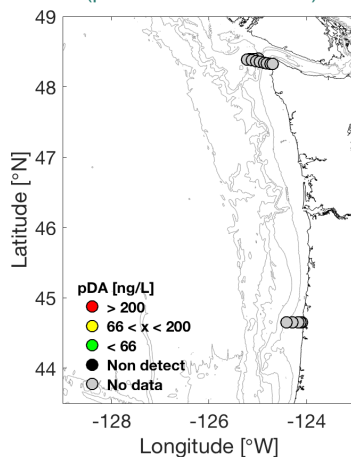 49
48
47
46
45
44
Latitude [°N]
pDA [ng/L]
> 200
66 < x < 200
< 66
Non detect
No data
-128
-126
-124
Longitude [°W]